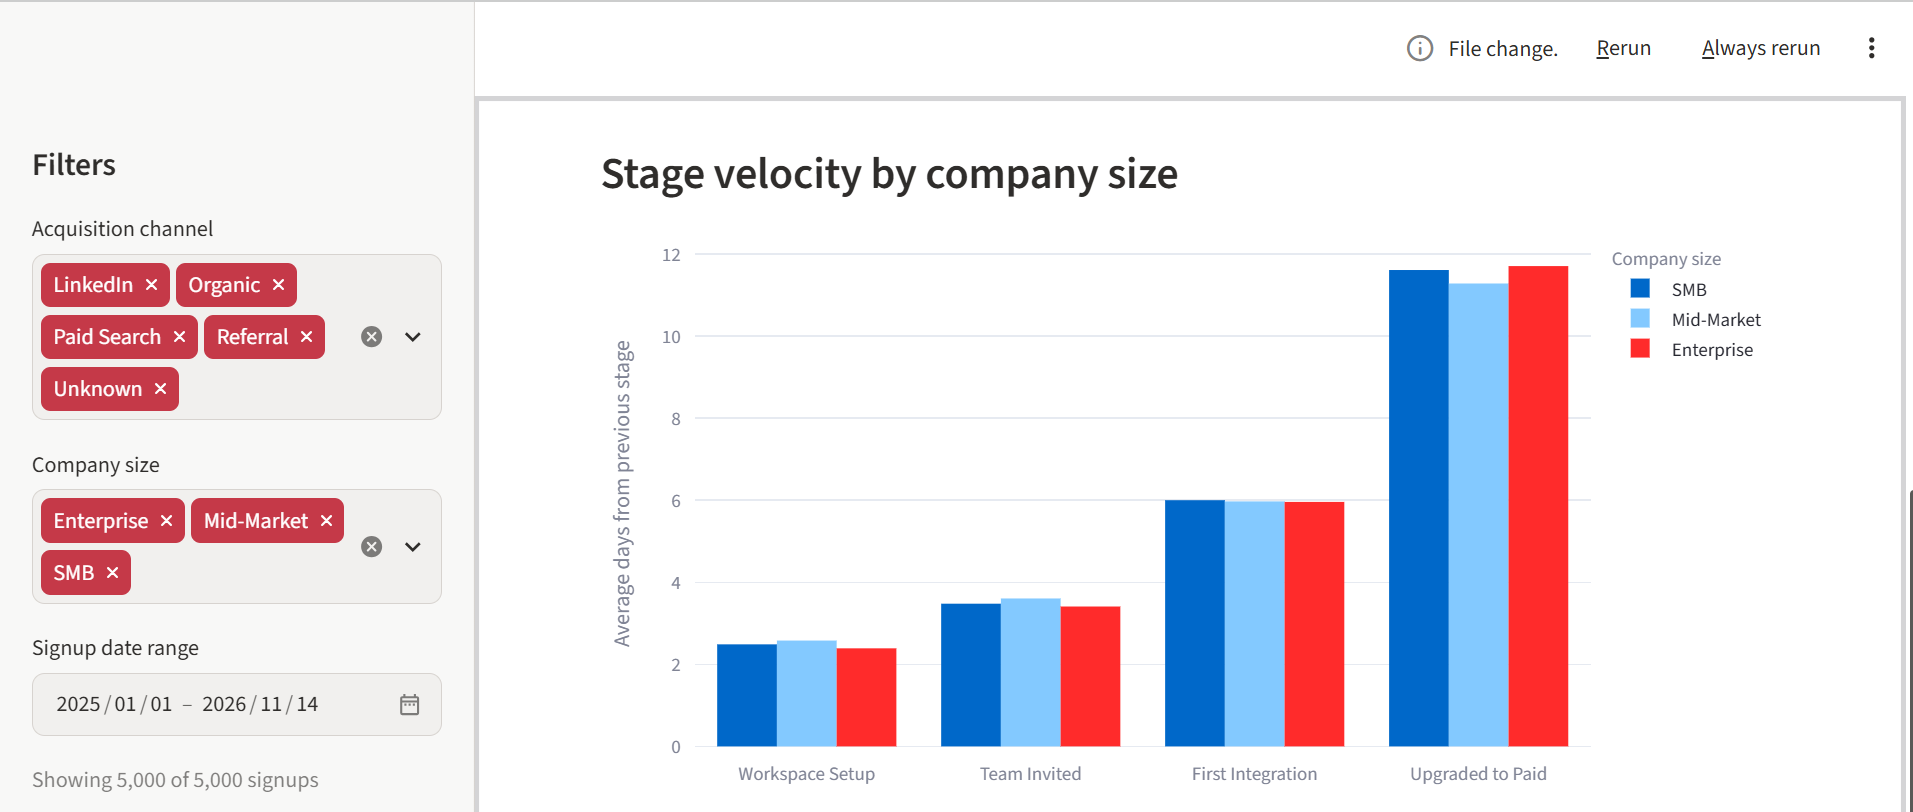 File change. Rerun Always rerun
Filters
Acquisition channel
LinkedIn Organic
Paid Search Referral
Unknown
Company size
Enterprise Mid-Market
SMB
Signup date range
2025/01/01 – 2026/11/14
Showing 5,000 of 5,000 signups
Stage velocity by company size
Average days from previous stage
12
10
8
6
4
2
0
Workspace Setup Team Invited First Integration Upgraded to Paid
Company size
SMB
Mid-Market
Enterprise